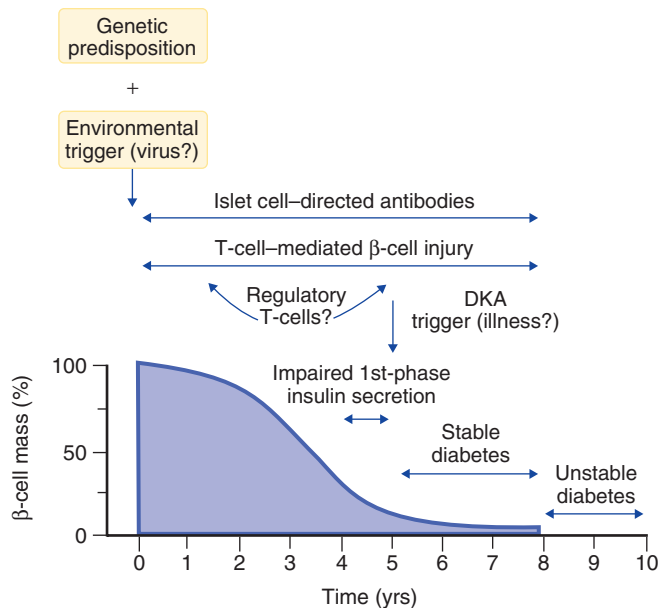 Genetic
predisposition
+
Environmental
trigger (virus?)
Islet cell–directed antibodies
T-cell–mediated β-cell injury
Regulatory
T-cells?
DKA
trigger (illness?)
Impaired 1st-phase
insulin secretion
Stable
diabetes
Unstable
diabetes
β-cell mass (%)
100
50
0
0 1 2 3 4 5 6 7 8 9 10
Time (yrs)